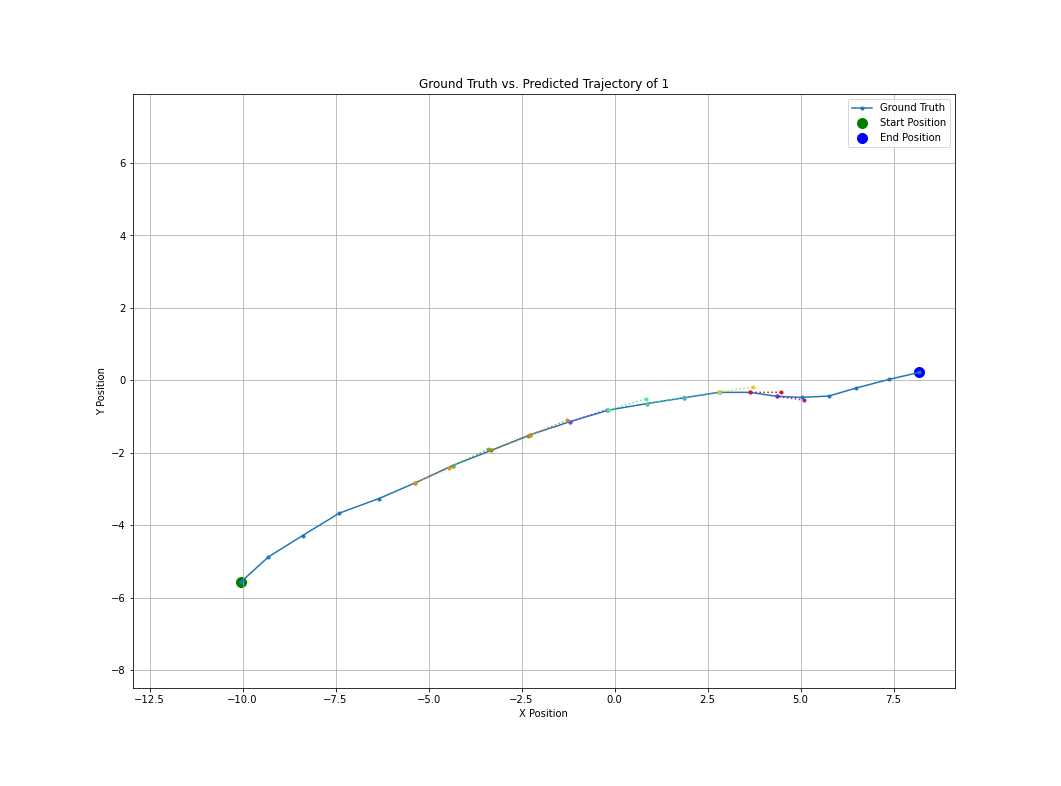 Ground Truth vs. Predicted Trajectory of 1
Ground Truth
Start Position
End Position
Y Position
6
4
2
0
−2
−4
−6
−8
−12.5
−10.0
−7.5
−5.0
−2.5
0.0
2.5
5.0
7.5
X Position